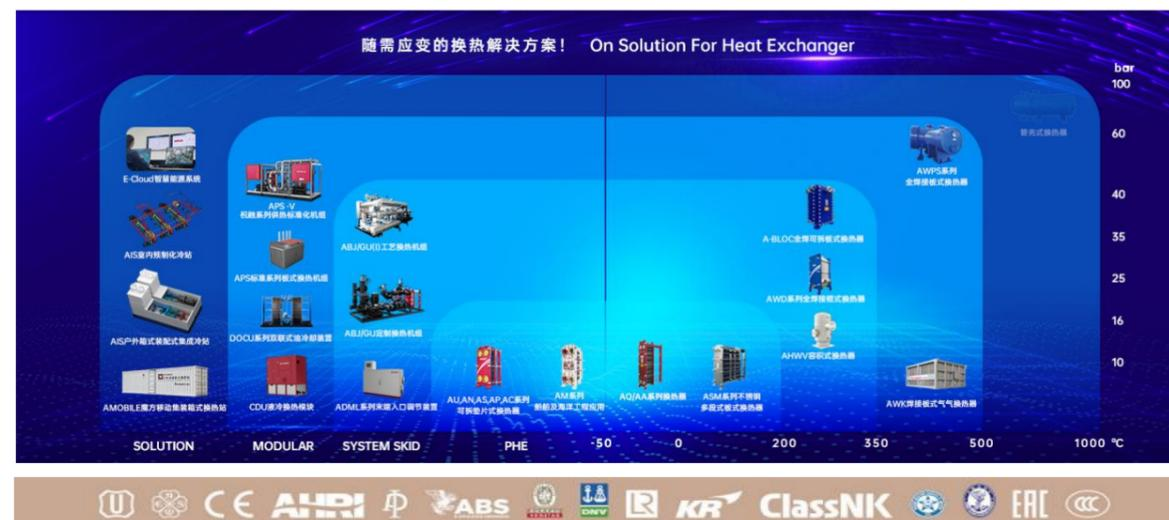 随需应变的换热解决方案！ On Solution For Heat Exchanger
bar
100
60
40
35
25
16
10
E-Cloud智慧能源系统
AIS室内预制化冷站
AIS户外箱式装配式集成冷站
AMOBILE魔方移动集装箱式换热站
APS -V
机融系列供热标准化机组
APS标准系列板式换热机组
DOCU系列双联式油冷却装置
CDU液冷换热模块
ABJ/GU(I)工艺换热机组
ABJ/GU定制换热机组
ADML系列末端入口调节装置
AU,AN,AS,AP,AC系列
可拆垫片式换热器
AM系列
船舶及海洋工程应用
AQ/AA系列换热器
ASM系列不锈钢
多段式板式换热器
A-BLOC全焊可拆板式换热器
AWD系列全焊接框式换热器
AHWV容积式换热器
AWPS系列
全焊接板式换热器
AWK焊接板式气气换热器
管壳式换热器
SOLUTION MODULAR SYSTEM SKID PHE -50 0 200 350 500 1000 ℃
U CE AHRI ABS BUREAU VERITAS DNV LR KR ClassNK EAC CCC